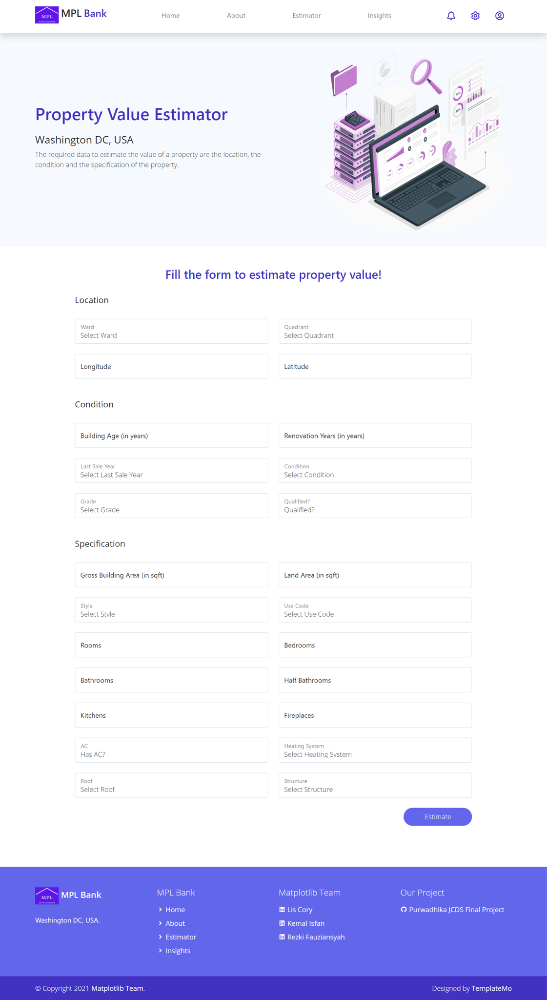 MPL
MATPLOTLIB BANK
MPL Bank
Home
About
Estimator
Insights
Property Value Estimator
Washington DC, USA
The required data to estimate the value of a property are the location, the
condition and the specification of the property.
70%
30%
Fill the form to estimate property value!
Location
Ward
Select Ward
Quadrant
Select Quadrant
Longitude
Latitude
Condition
Building Age (in years)
Renovation Years (in years)
Last Sale Year
Select Last Sale Year
Condition
Select Condition
Grade
Select Grade
Qualified?
Qualified?
Specification
Gross Building Area (in sqft)
Land Area (in sqft)
Style
Select Style
Use Code
Select Use Code
Rooms
Bedrooms
Bathrooms
Half Bathrooms
Kitchens
Fireplaces
AC
Has AC?
Heating System
Select Heating System
Roof
Select Roof
Structure
Select Structure
Estimate
MPL
MATPLOTLIB BANK
MPL Bank
Washington DC, USA.
MPL Bank
Home
About
Estimator
Insights
Matplotlib Team
Lis Cory
Kemal Isfan
Rezki Fauziansyah
Our Project
Purwadhika JCDS Final Project
© Copyright 2021 Matplotlib Team.
Designed by TemplateMo